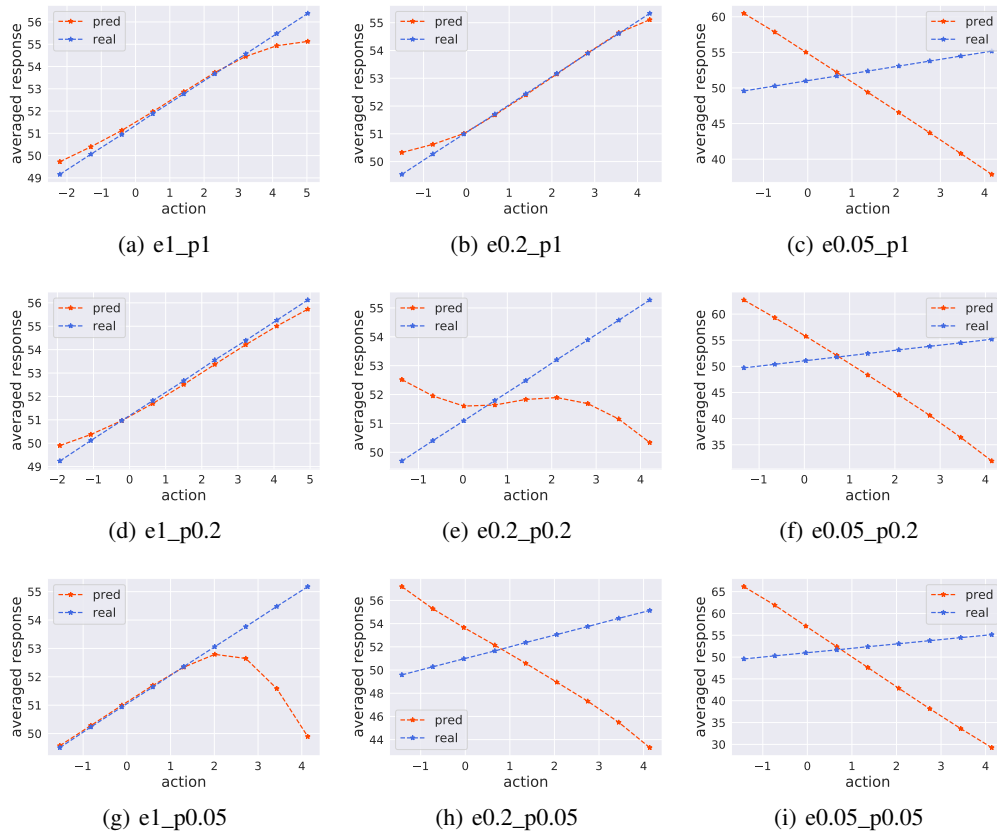 56
55
54
53
52
51
50
49
averaged response
pred
real
−2 −1 0 1 2 3 4 5
action
(a) e1_p1
55
54
53
52
51
50
averaged response
pred
real
−1 0 1 2 3 4
action
(b) e0.2_p1
60
55
50
45
40
averaged response
pred
real
−1 0 1 2 3 4
action
(c) e0.05_p1
56
55
54
53
52
51
50
49
averaged response
pred
real
−2 −1 0 1 2 3 4 5
action
(d) e1_p0.2
55
54
53
52
51
50
averaged response
pred
real
−1 0 1 2 3 4
action
(e) e0.2_p0.2
60
55
50
45
40
35
averaged response
pred
real
−1 0 1 2 3 4
action
(f) e0.05_p0.2
55
54
53
52
51
50
averaged response
pred
real
−1 0 1 2 3 4
action
(g) e1_p0.05
56
54
52
50
48
46
44
averaged response
pred
real
−1 0 1 2 3 4
action
(h) e0.2_p0.05
65
60
55
50
45
40
35
30
averaged response
pred
real
−1 0 1 2 3 4
action
(i) e0.05_p0.05